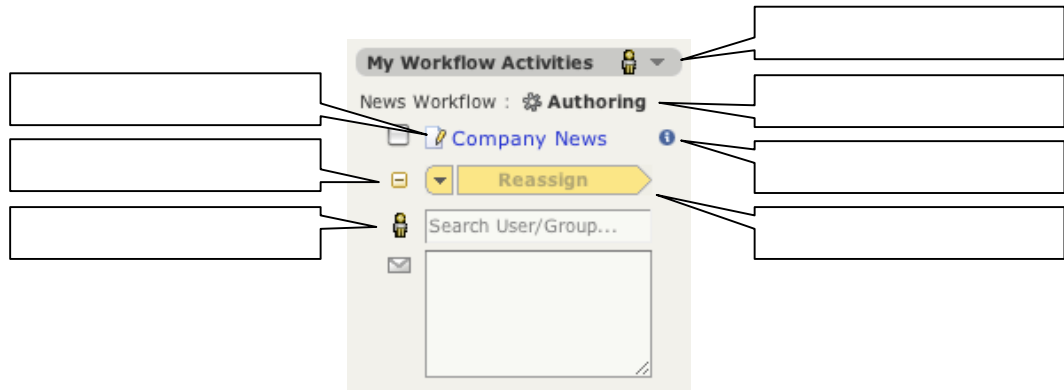 My Workflow Activities
News Workflow : Authoring
Company News
Reassign
Search User/Group...